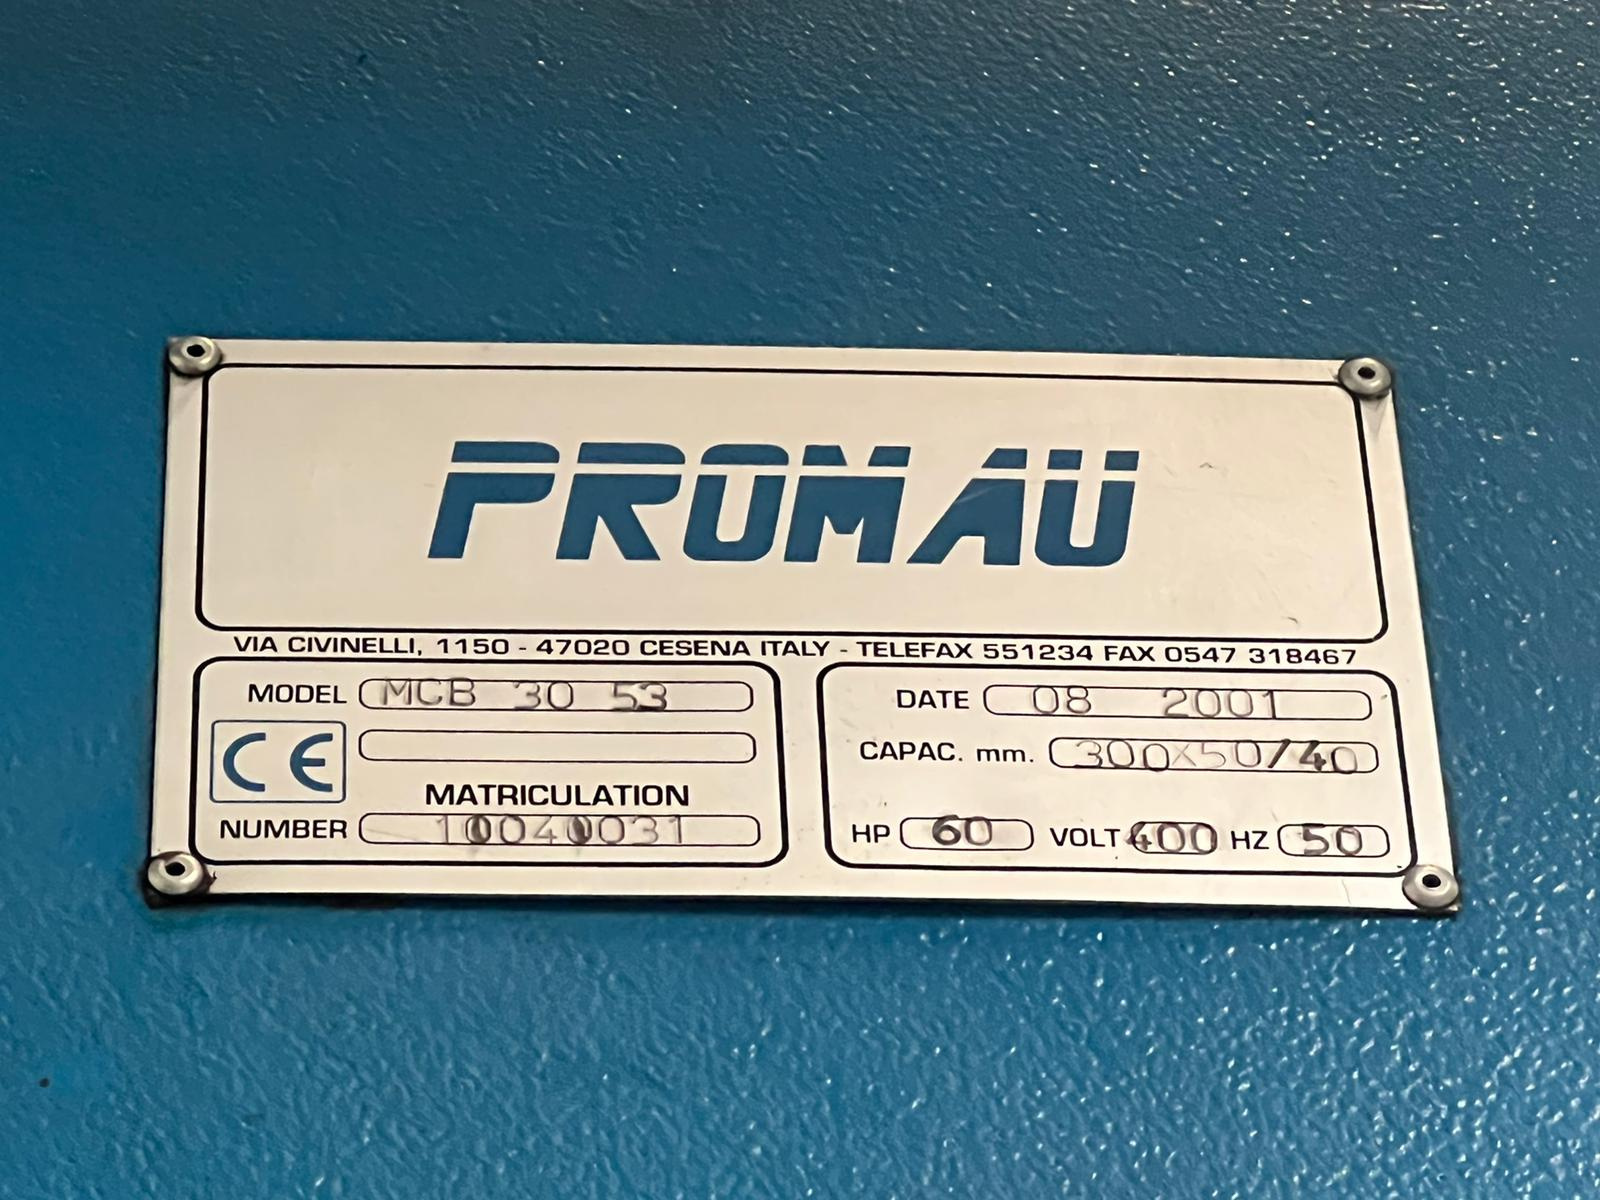 PROMAU
VIA CIVINELLI, 1150 - 47020 CESENA ITALY - TELEFAX 551234 FAX 0547 318467
MODEL MCB 30 53
CE
MATRICULATION
NUMBER 10040031
DATE 08 2001
CAPAC. mm. 300X50/40
HP 60 VOLT 400 HZ 50